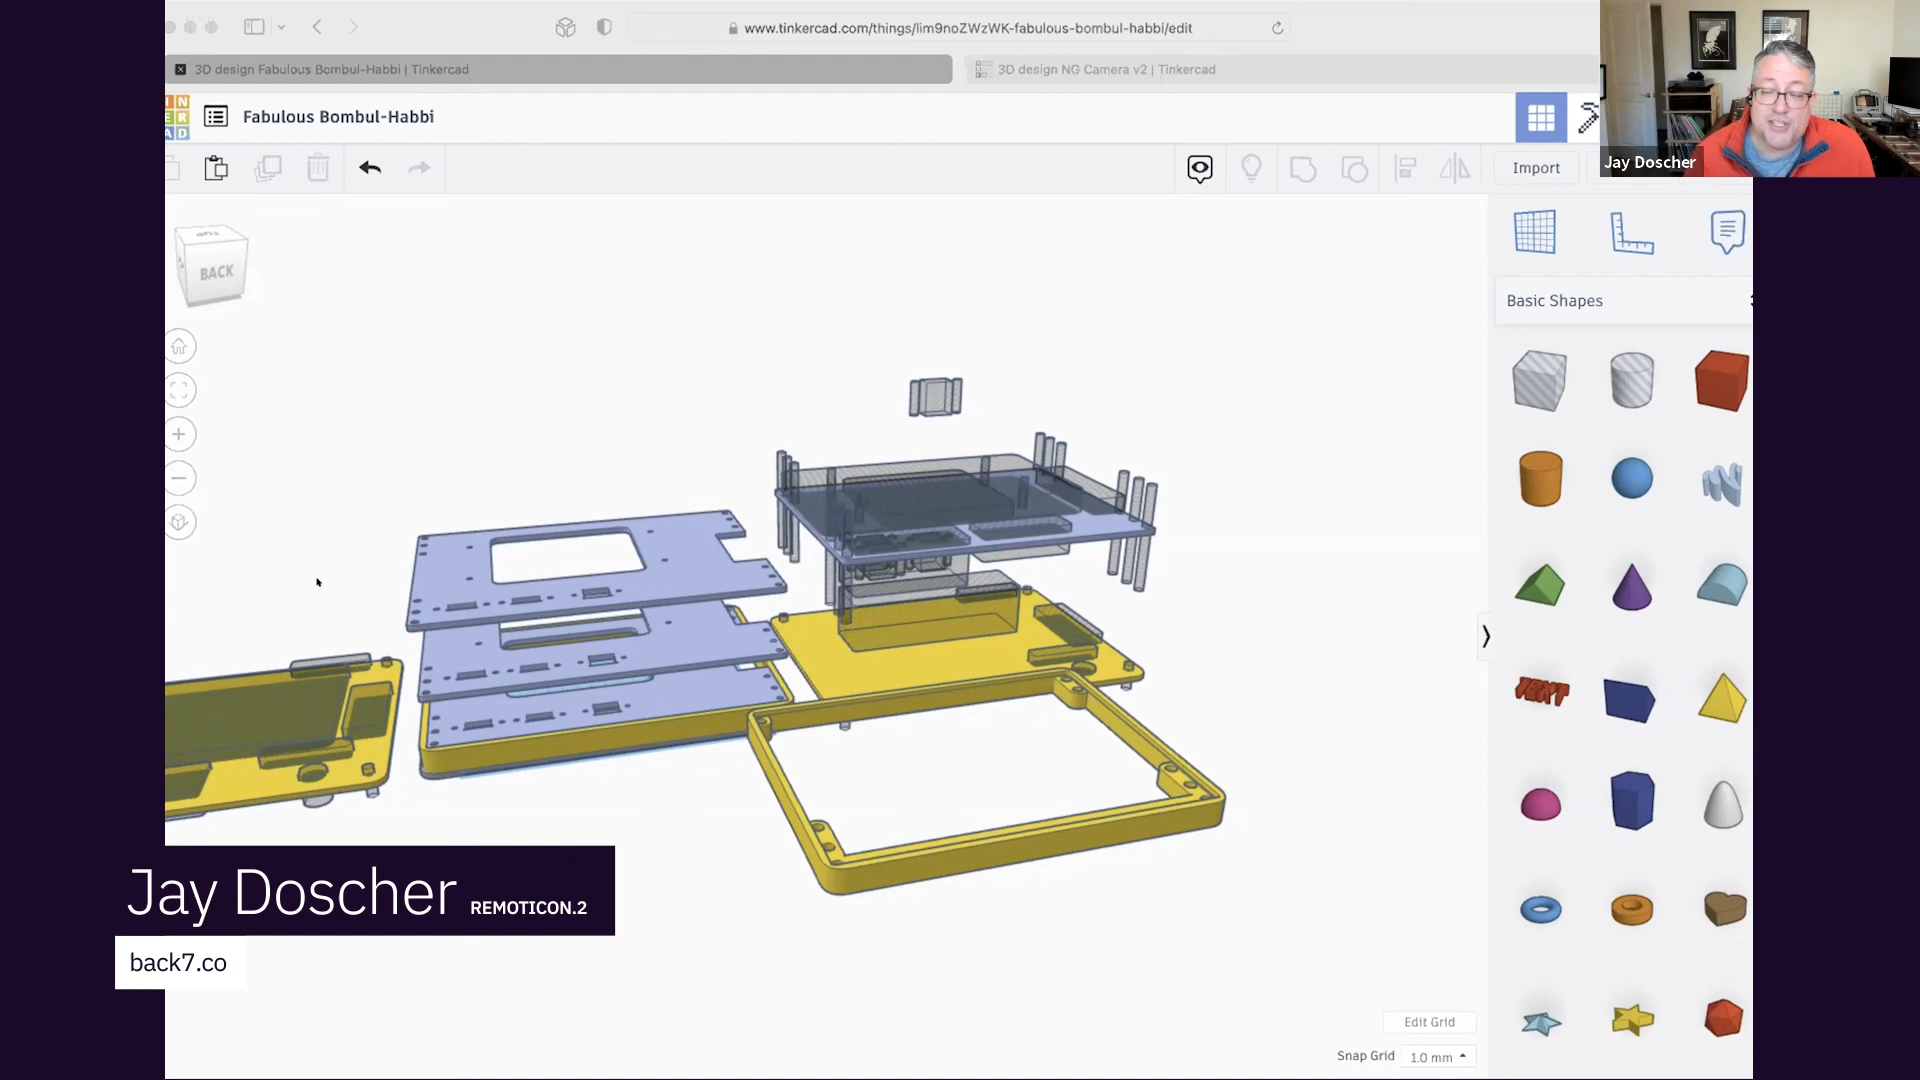 www.tinkercad.com/things/lim9noZWzWK-fabulous-bombul-habbi/edit
3D design Fabulous Bombul-Habbi | Tinkercad
3D design NG Camera v2 | Tinkercad
Fabulous Bombul-Habbi
Import
Jay Doscher
TOP
BACK
Basic Shapes
TEXT
Jay Doscher REMOTICON.2
back7.co
Edit Grid
Snap Grid 1.0 mm